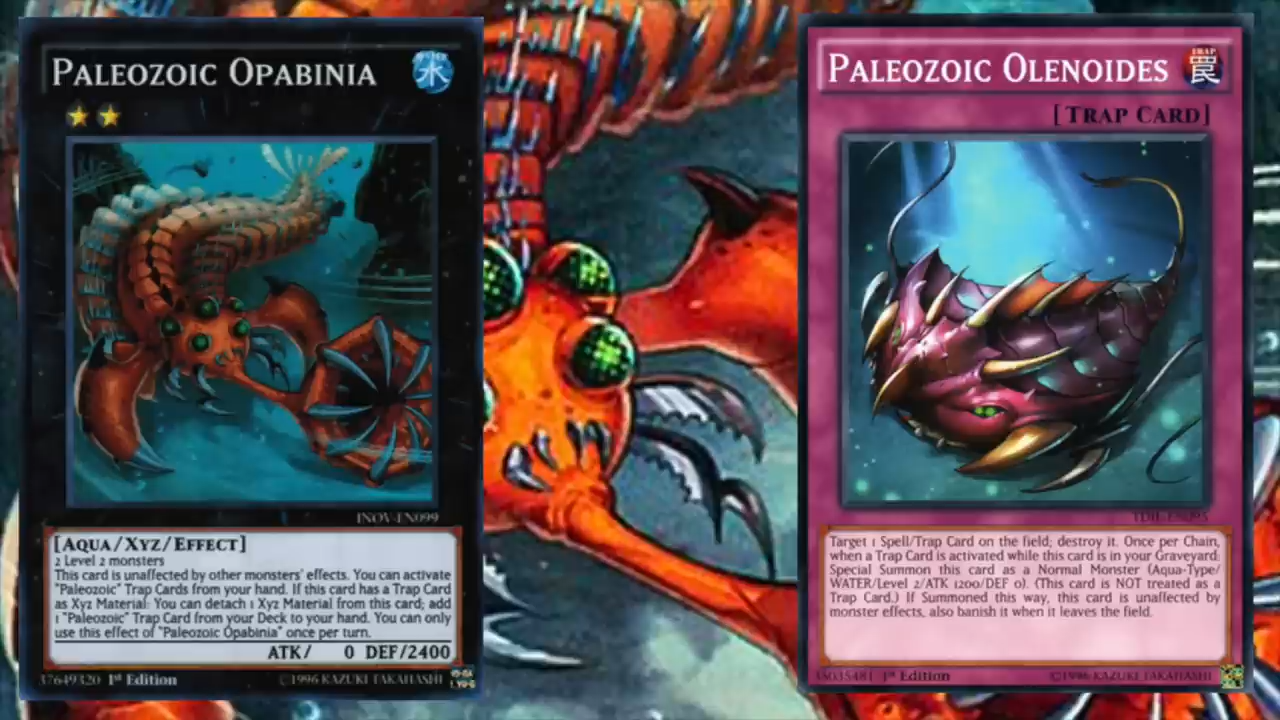 PALEOZOIC OPABINIA
水
INOV-EN099
[AQUA/XYZ/EFFECT]
2 Level 2 monsters
This card is unaffected by other monsters' effects. You can activate
"Paleozoic" Trap Cards from your hand. If this card has a Trap Card
as Xyz Material: You can detach 1 Xyz Material from this card; add
1 "Paleozoic" Trap Card from your Deck to your hand. You can only
use this effect of "Paleozoic Opabinia" once per turn.
ATK/ 0 DEF/2400
37649320 1st Edition ©1996 KAZUKI TAKAHASHI
PALEOZOIC OLENOIDES
TRAP
罠
[TRAP CARD]
Target 1 Spell/Trap Card on the field; destroy it. Once per Chain,
when a Trap Card is activated while this card is in your Graveyard:
Special Summon this card as a Normal Monster (Aqua-Type/
WATER/Level 2/ATK 1200/DEF 0). (This card is NOT treated as a
Trap Card.) If Summoned this way, this card is unaffected by
monster effects, also banish it when it leaves the field.
1st Edition ©1996 KAZUKI TAKAHASHI